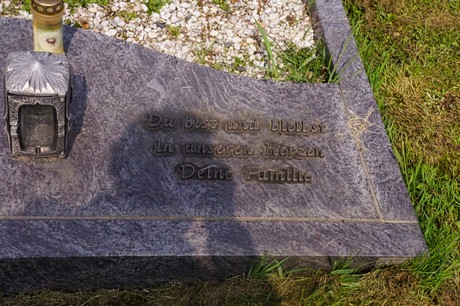 Du bist und bleibst
in unseren Herzen
Deine Familie